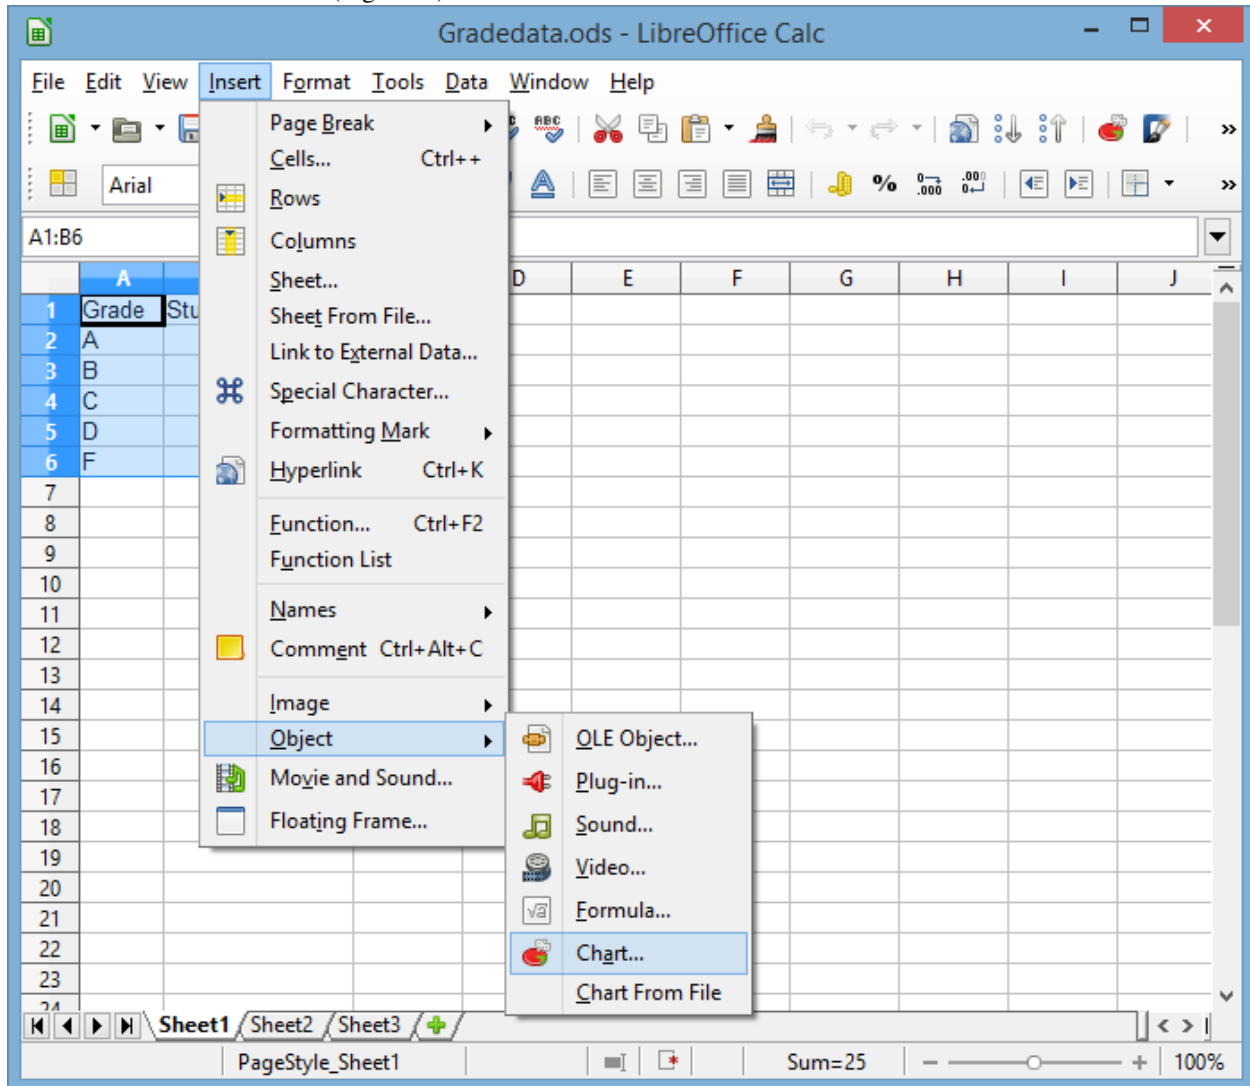 Gradedata.ods - LibreOffice Calc
File Edit View Insert Format Tools Data Window Help
Arial
A1:B6
Page Break
Cells... Ctrl++
Rows
Columns
Sheet...
Sheet From File...
Link to External Data...
Special Character...
Formatting Mark
Hyperlink Ctrl+K
Function... Ctrl+F2
Function List
Names
Comment Ctrl+Alt+C
Image
Object
Movie and Sound...
Floating Frame...
OLE Object...
Plug-in...
Sound...
Video...
Formula...
Chart...
Chart From File
A D E F G H I J
1 Grade Stu
2 A
3 B
4 C
5 D
6 F
7
8
9
10
11
12
13
14
15
16
17
18
19
20
21
22
23
24
Sheet1 Sheet2 Sheet3
PageStyle_Sheet1 Sum=25 100%